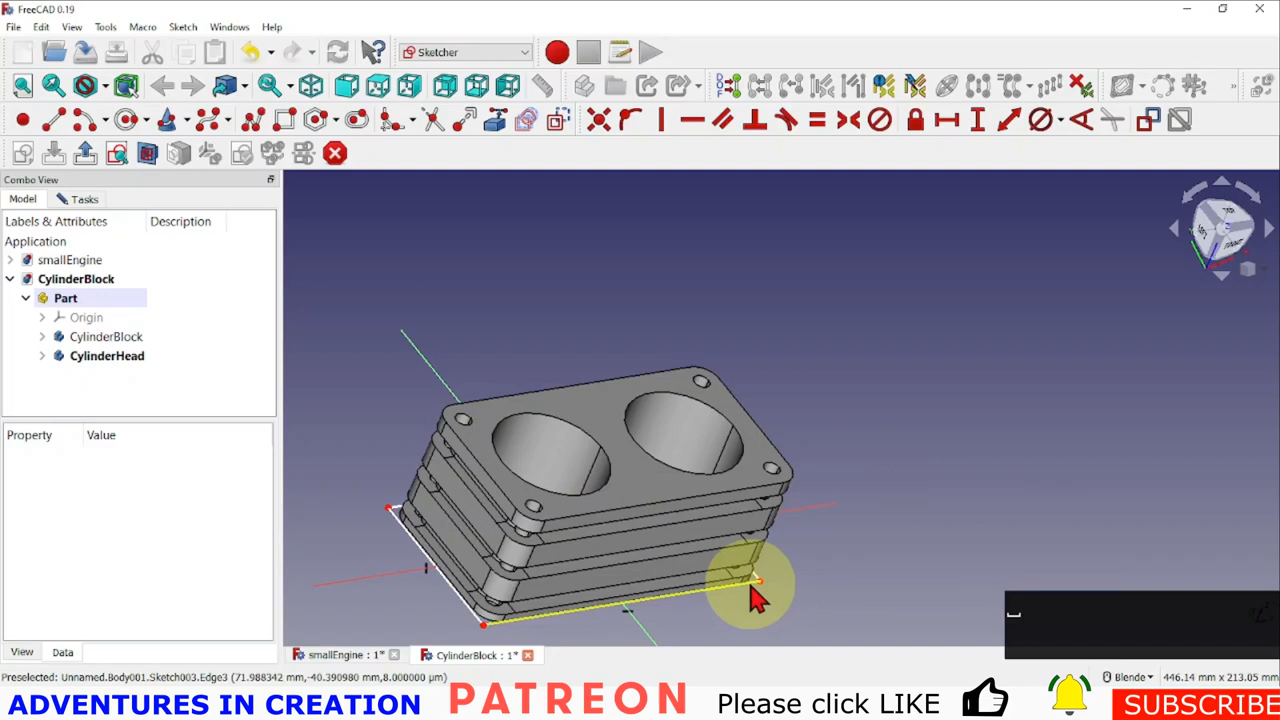 FreeCAD 0.19
File Edit View Tools Macro Sketch Windows Help
Sketcher
Combo View
Model Tasks
Labels & Attributes Description
Application
smallEngine
CylinderBlock
Part
Origin
CylinderBlock
CylinderHead
Property Value
View Data
smallEngine : 1* CylinderBlock : 1*
Preselected: Unnamed.Body001.Sketch003.Edge3 (71.988342 mm,-40.390980 mm,8.000000 µm) Blende 446.14 mm x 213.05 mm
ADVENTURES IN CREATION PATREON Please click LIKE SUBSCRIBE